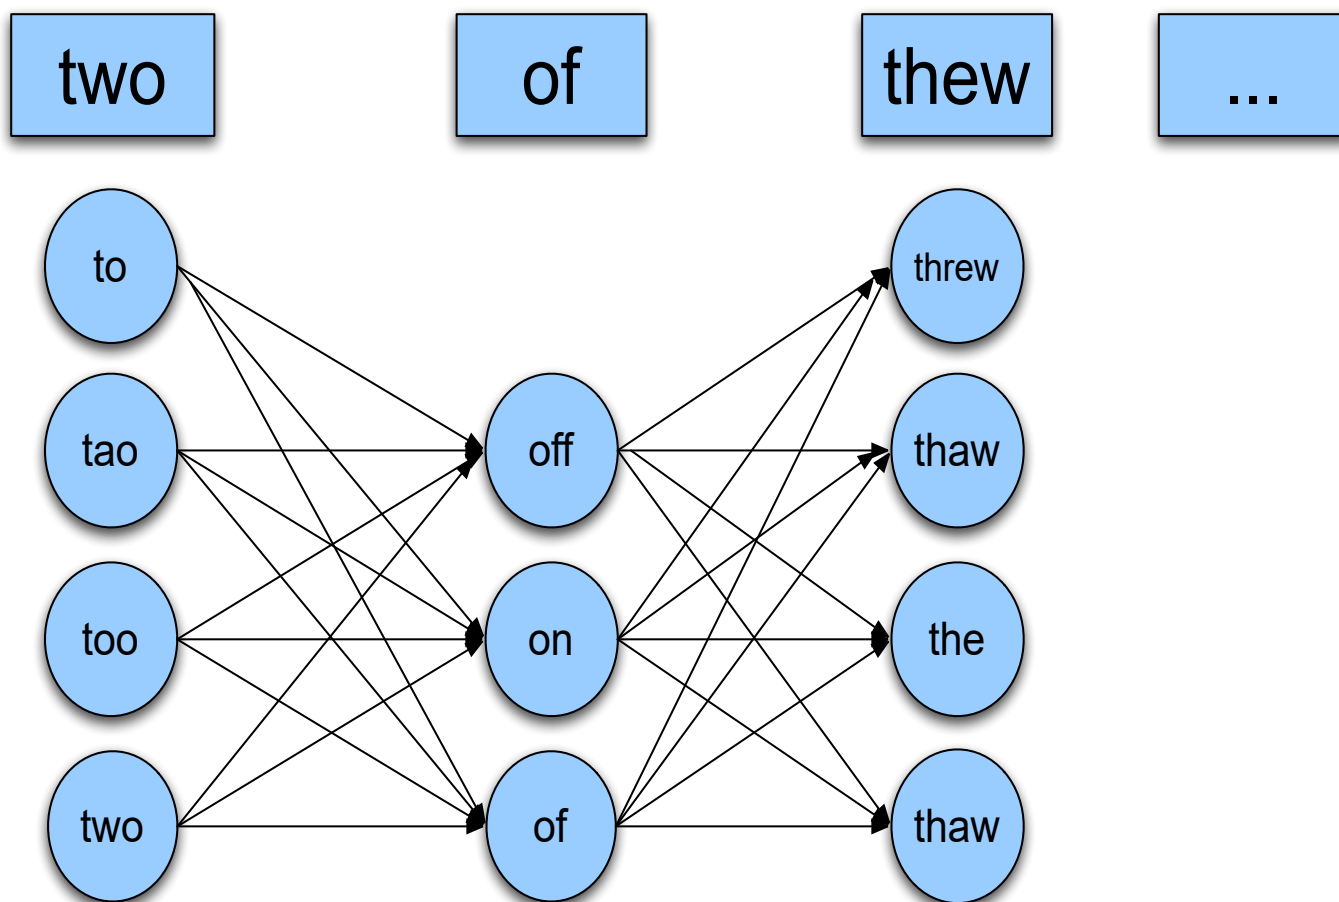 two of thew ...
to threw
tao off thaw
too on the
two of thaw